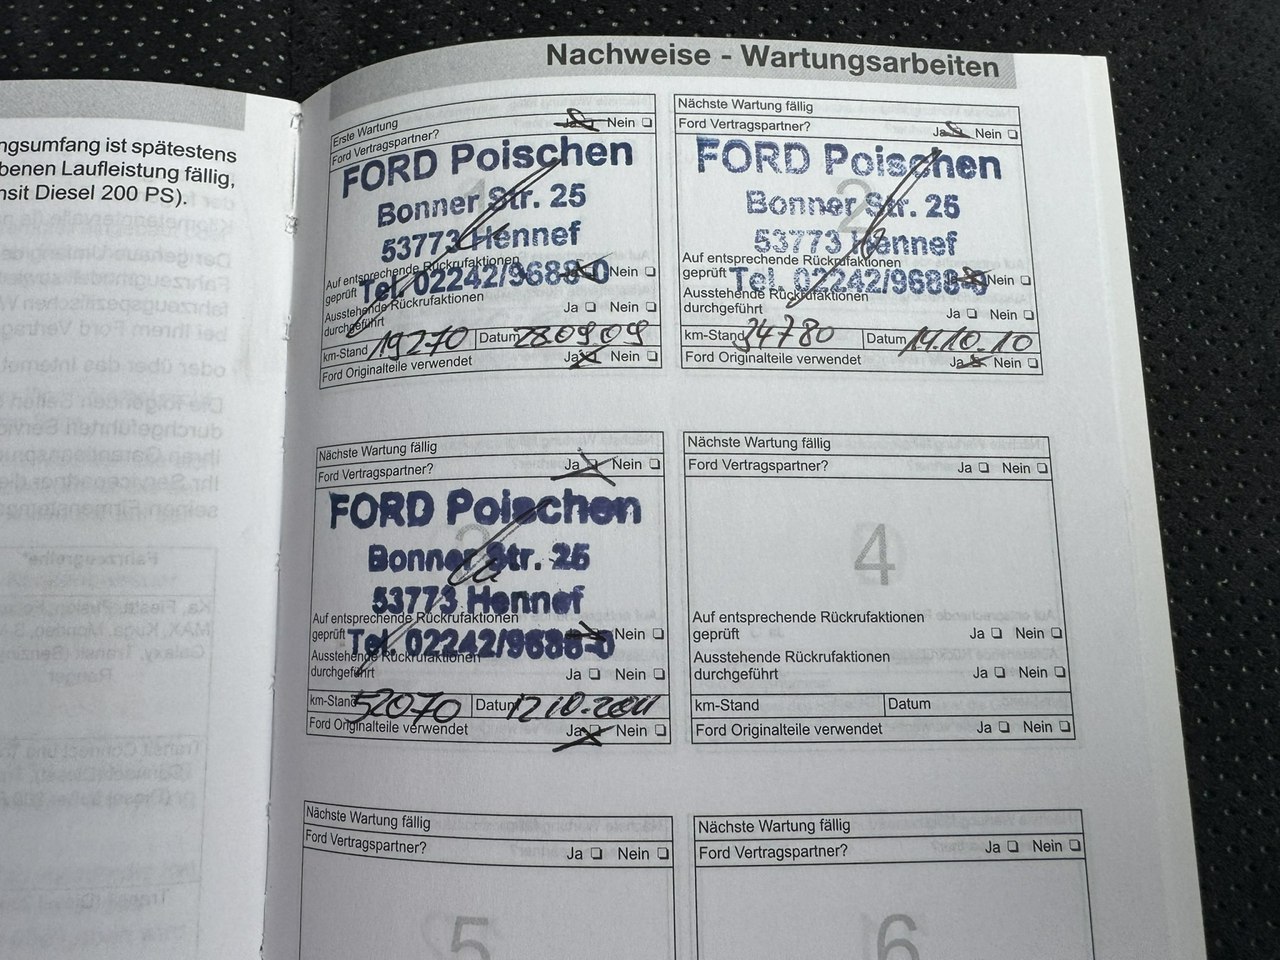 Nachweise - Wartungsarbeiten
ngsumfang ist spätestens
benen Laufleistung fällig,
nsit Diesel 200 PS).
Erste Wartung
Ford Vertragspartner? Ja Nein
1
FORD Poischen
Bonner Str. 25
53773 Hennef
Tel. 02242/9688-0
Auf entsprechende Rückrufaktionen
geprüft Nein
Ausstehende Rückrufaktionen
durchgeführt Ja Nein
km-Stand 19270 Datum 28.09.09
Ford Originalteile verwendet Ja Nein
Nächste Wartung fällig
Ford Vertragspartner? Ja Nein
2
FORD Poischen
Bonner Str. 25
53773 Hennef
Tel. 02242/9688-0
Auf entsprechende Rückrufaktionen
geprüft Nein
Ausstehende Rückrufaktionen
durchgeführt Ja Nein
km-Stand 34780 Datum 14.10.10
Ford Originalteile verwendet Ja Nein
Nächste Wartung fällig
Ford Vertragspartner? Ja Nein
3
FORD Poischen
Bonner Str. 25
53773 Hennef
Tel. 02242/9688-0
Auf entsprechende Rückrufaktionen
geprüft Nein
Ausstehende Rückrufaktionen
durchgeführt Ja Nein
km-Stand 52070 Datum 12.10.2011
Ford Originalteile verwendet Ja Nein
Nächste Wartung fällig
Ford Vertragspartner? Ja Nein
4
Auf entsprechende Rückrufaktionen
geprüft Ja Nein
Ausstehende Rückrufaktionen
durchgeführt Ja Nein
km-Stand Datum
Ford Originalteile verwendet Ja Nein
Nächste Wartung fällig
Ford Vertragspartner? Ja Nein
5
Nächste Wartung fällig
Ford Vertragspartner? Ja Nein
6